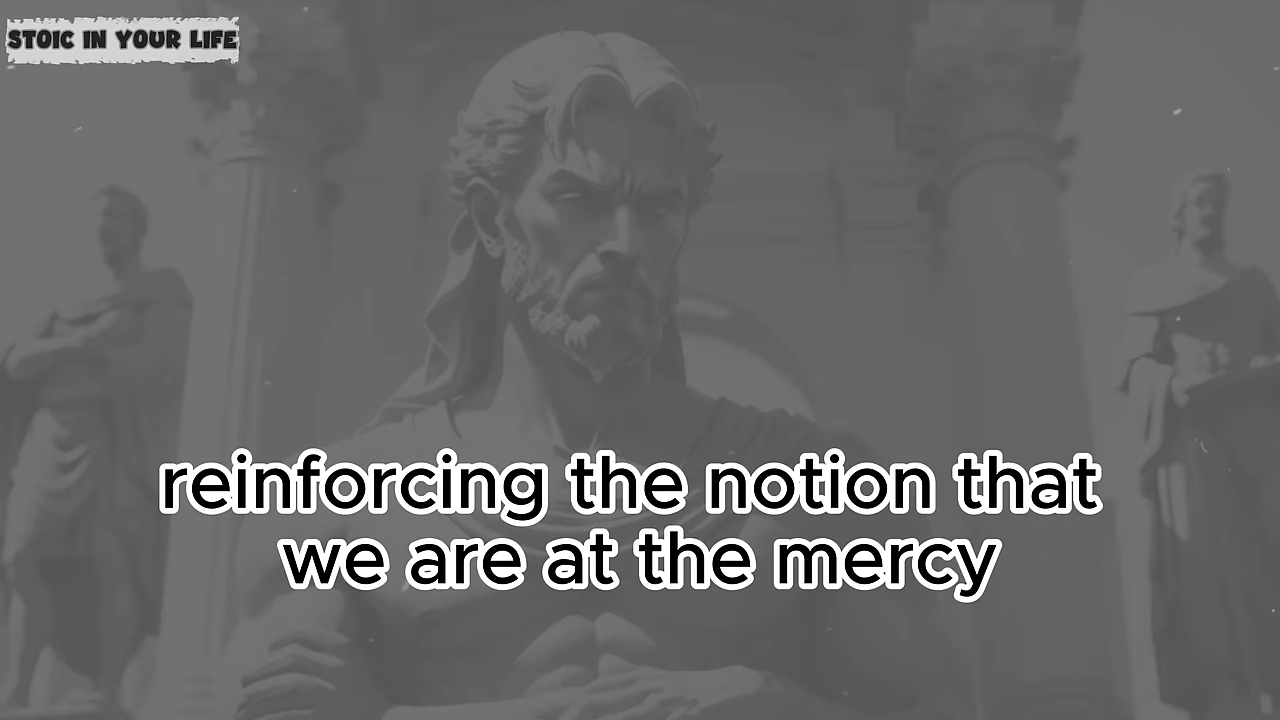 STOIC IN YOUR LIFE
reinforcing the notion that
we are at the mercy